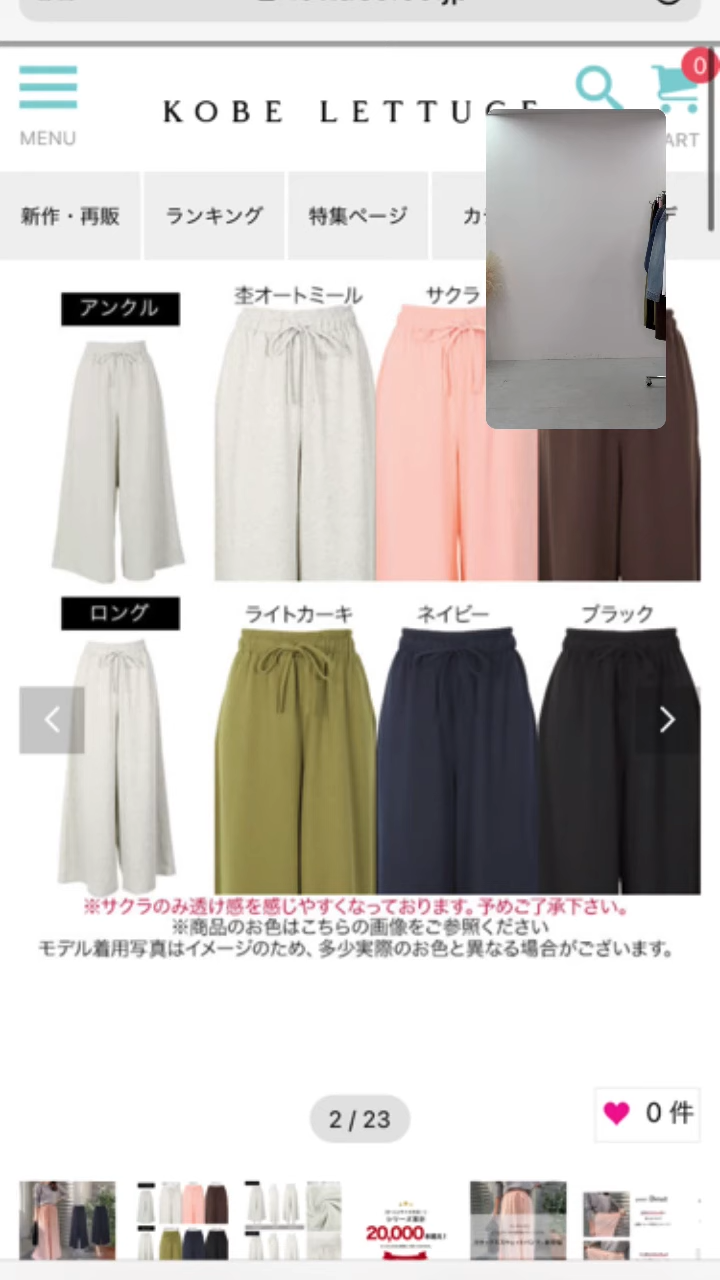 0
KOBE LETTUCE
MENU
新作・再販
ランキング
特集ページ
アンクル
杢オートミール
サクラ
ロング
ライトカーキ
ネイビー
ブラック
※サクラのみ透け感を感じやすくなっております。予めご了承下さい。
※商品のお色はこちらの画像をご参照ください
モデル着用写真はイメージのため、多少実際のお色と異なる場合がございます。
2 / 23
0 件
20,000